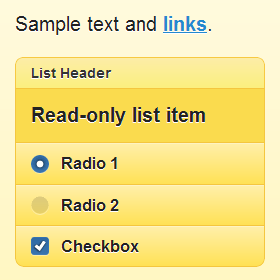 Sample text and links.
List Header
Read-only list item
Radio 1
Radio 2
Checkbox